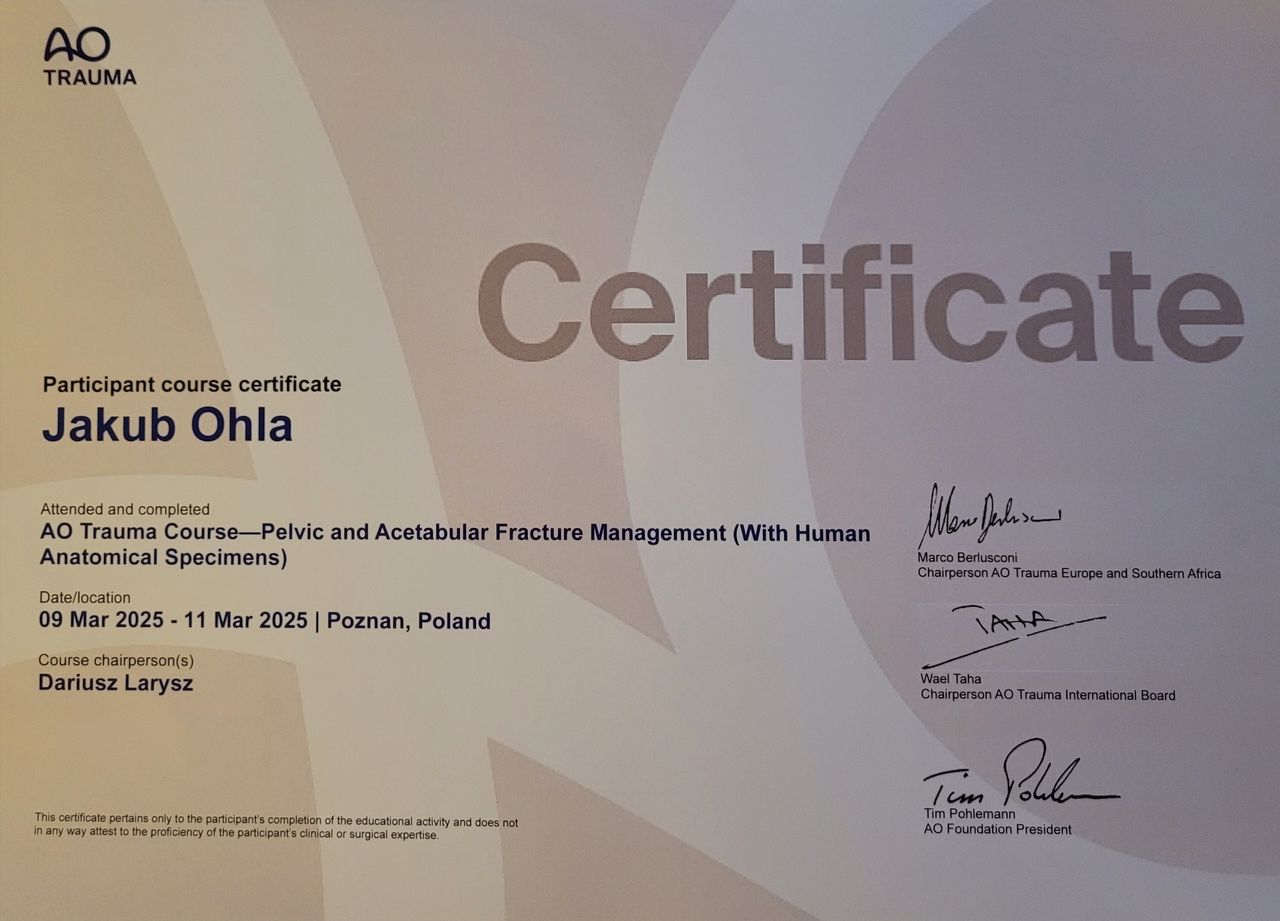 AO
TRAUMA
Certificate
Participant course certificate
Jakub Ohla
Attended and completed
AO Trauma Course—Pelvic and Acetabular Fracture Management (With Human
Anatomical Specimens)
Date/location
09 Mar 2025 - 11 Mar 2025 | Poznan, Poland
Course chairperson(s)
Dariusz Larysz
This certificate pertains only to the participant's completion of the educational activity and does not
in any way attest to the proficiency of the participant's clinical or surgical expertise.
Marco Berlusconi
Chairperson AO Trauma Europe and Southern Africa
TAHA
Wael Taha
Chairperson AO Trauma International Board
Tim Pohlemann
Tim Pohlemann
AO Foundation President